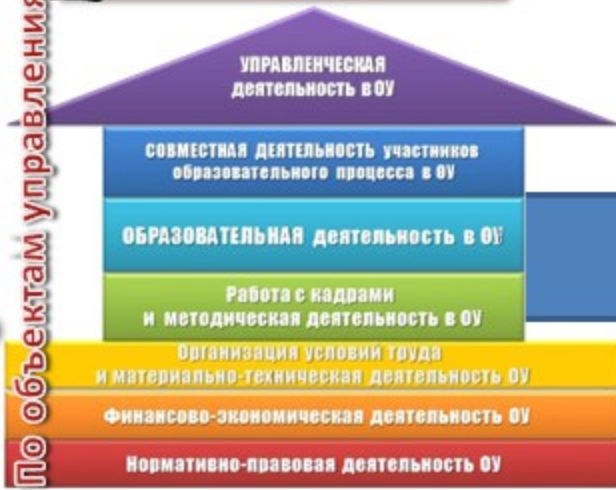 По объектам управления
УПРАВЛЕНЧЕСКАЯ
деятельность в ОУ
СОВМЕСТНАЯ ДЕЯТЕЛЬНОСТЬ участников
образовательного процесса в ОУ
ОБРАЗОВАТЕЛЬНАЯ деятельность в ОУ
Работа с кадрами
и методическая деятельность в ОУ
Организация условий труда
и материально-техническая деятельность ОУ
Финансово-экономическая деятельность ОУ
Нормативно-правовая деятельность ОУ